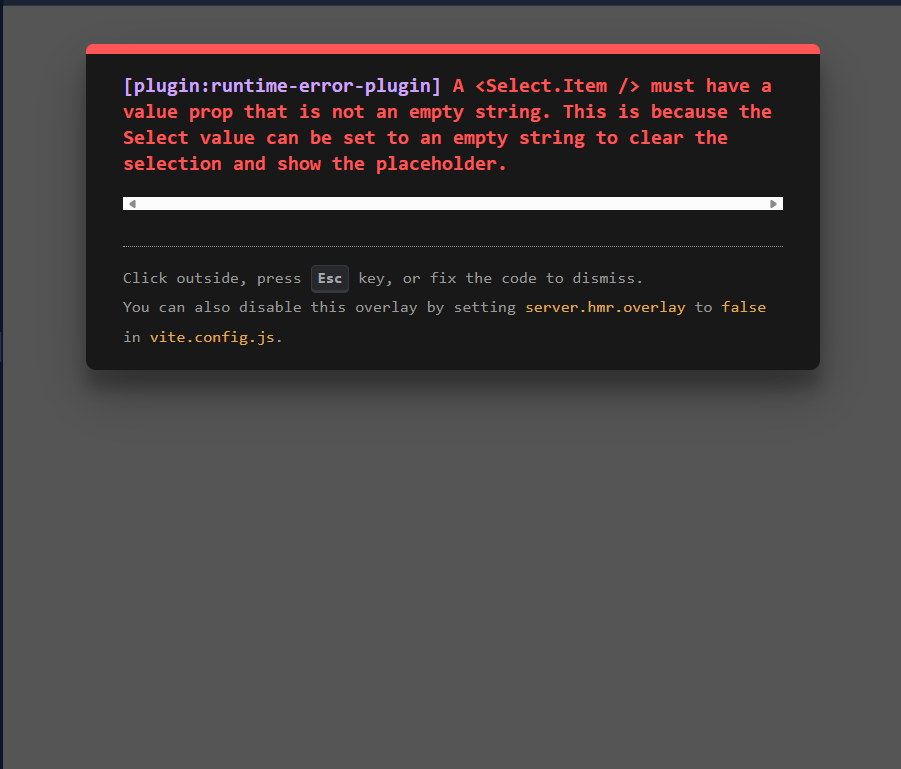 [plugin:runtime-error-plugin] A <Select.Item /> must have a
value prop that is not an empty string. This is because the
Select value can be set to an empty string to clear the
selection and show the placeholder.
Click outside, press Esc key, or fix the code to dismiss.
You can also disable this overlay by setting server.hmr.overlay to false
in vite.config.js.